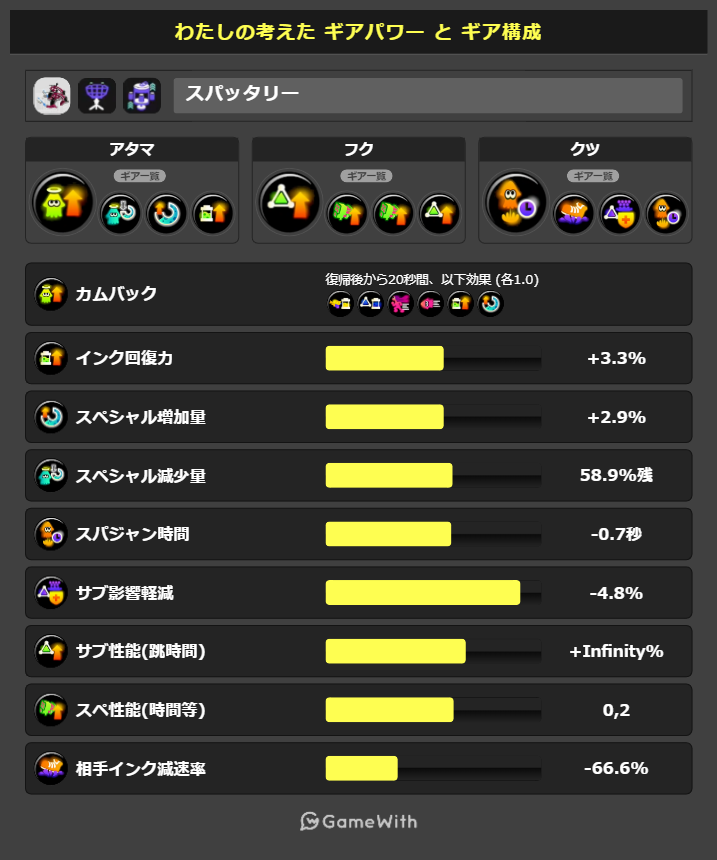 わたしの考えた ギアパワー と ギア構成
スパッタリー
アタマ
ギア一覧
フク
ギア一覧
クツ
ギア一覧
カムバック
復帰後から20秒間、以下効果 (各1.0)
インク回復力
+3.3%
スペシャル増加量
+2.9%
スペシャル減少量
58.9%残
スパジャン時間
-0.7秒
サブ影響軽減
-4.8%
サブ性能(跳時間)
+Infinity%
スペ性能(時間等)
0,2
相手インク減速率
-66.6%
GameWith